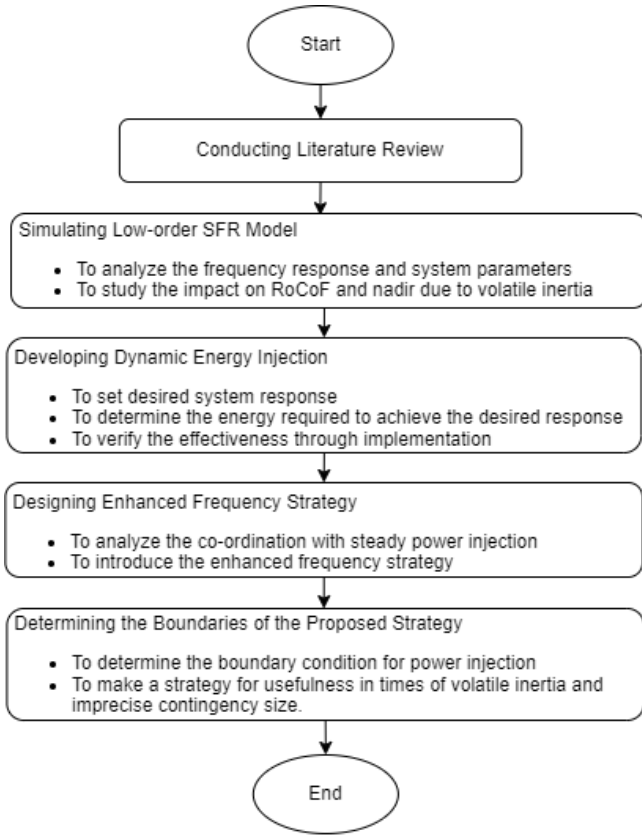 Start
Conducting Literature Review
Simulating Low-order SFR Model
• To analyze the frequency response and system parameters
• To study the impact on RoCoF and nadir due to volatile inertia
Developing Dynamic Energy Injection
• To set desired system response
• To determine the energy required to achieve the desired response
• To verify the effectiveness through implementation
Designing Enhanced Frequency Strategy
• To analyze the co-ordination with steady power injection
• To introduce the enhanced frequency strategy
Determining the Boundaries of the Proposed Strategy
• To determine the boundary condition for power injection
• To make a strategy for usefulness in times of volatile inertia and
imprecise contingency size.
End